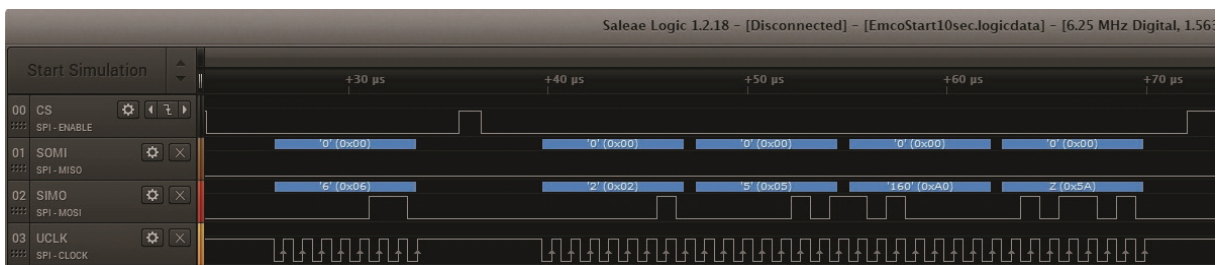 Saleae Logic 1.2.18 - [Disconnected] - [EmcoStart10sec.logicdata] - [6.25 MHz Digital, 1.563
Start Simulation
+30 µs +40 µs +50 µs +60 µs +70 µs
00 CS
SPI - ENABLE
'0' (0x00) '0' (0x00) '0' (0x00) '0' (0x00) '0' (0x00)
01 SOMI
SPI - MISO
'6' (0x06) '2' (0x02) '5' (0x05) '160' (0xA0) Z (0x5A)
02 SIMO
SPI - MOSI
03 UCLK
SPI - CLOCK